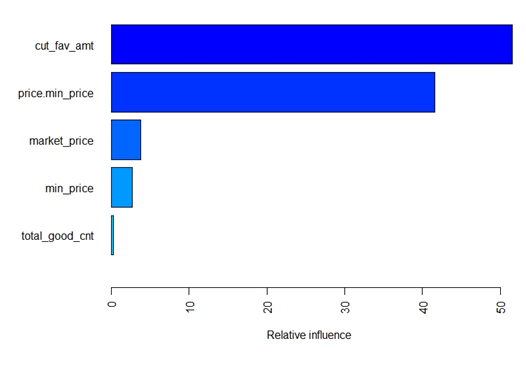 cut_fav_amt
price.min_price
market_price
min_price
total_good_cnt
0 10 20 30 40 50
Relative influence